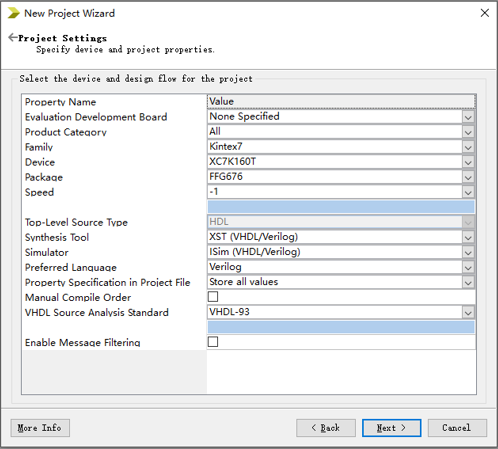 New Project Wizard
Project Settings
Specify device and project properties.
Select the device and design flow for the project
Property Name Value
Evaluation Development Board None Specified
Product Category All
Family Kintex7
Device XC7K160T
Package FFG676
Speed -1
Top-Level Source Type HDL
Synthesis Tool XST (VHDL/Verilog)
Simulator ISim (VHDL/Verilog)
Preferred Language Verilog
Property Specification in Project File Store all values
Manual Compile Order
VHDL Source Analysis Standard VHDL-93
Enable Message Filtering
More Info < Back Next > Cancel